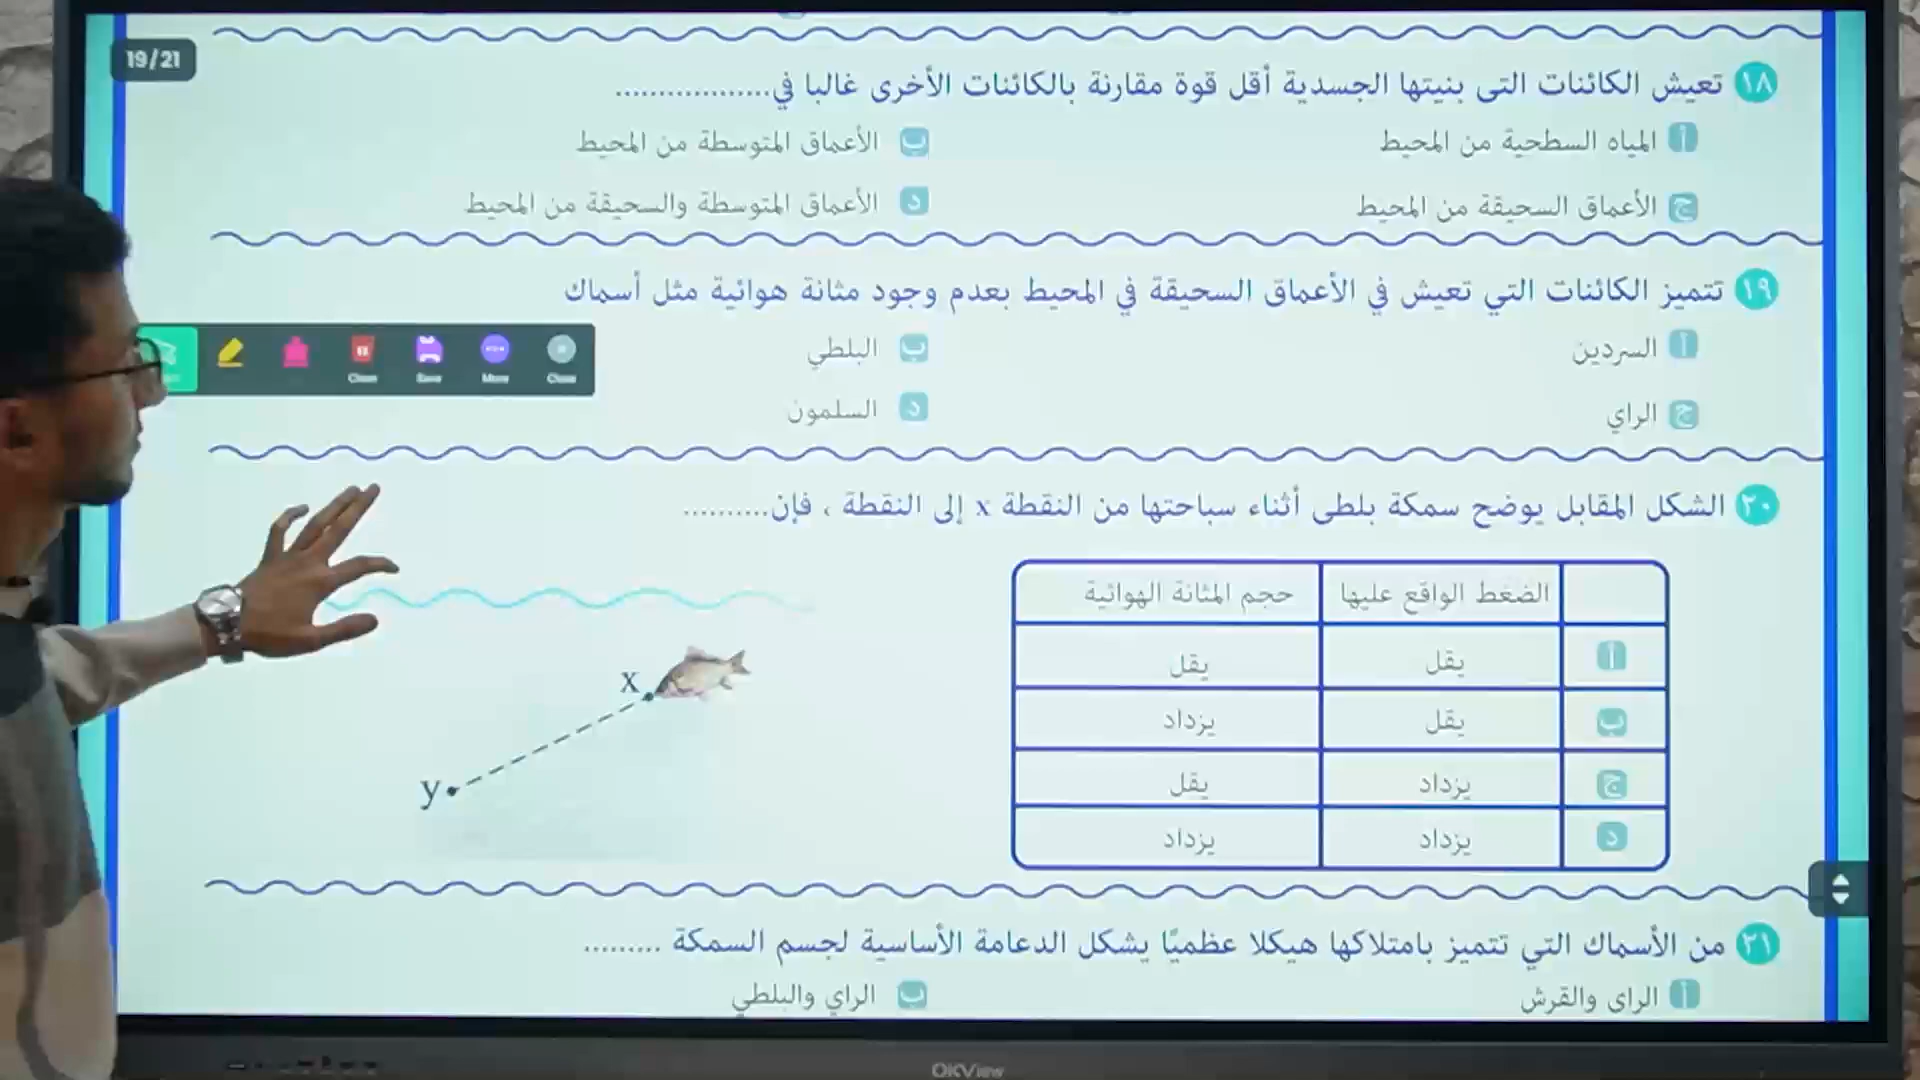 19/21
١٨ تعيش الكائنات التى بنيتها الجسدية أقل قوة مقارنة بالكائنات الأخرى غالبا في..................
أ المياه السطحية من المحيط
ب الأعماق المتوسطة من المحيط
ج الأعماق السحيقة من المحيط
د الأعماق المتوسطة والسحيقة من المحيط
١٩ تتميز الكائنات التي تعيش في الأعماق السحيقة في المحيط بعدم وجود مثانة هوائية مثل أسماك
أ السردين
ب البلطي
Clean Save More Close
ج الراي
د السلمون
٢٠ الشكل المقابل يوضح سمكة بلطى أثناء سباحتها من النقطة x إلى النقطة ، فإن..........
الضغط الواقع عليها حجم المثانة الهوائية
أ يقل يقل
ب يقل يزداد
ج يزداد يقل
د يزداد يزداد
x
y
٢١ من الأسماك التي تتميز بامتلاكها هيكلا عظميًا يشكل الدعامة الأساسية لجسم السمكة .........
أ الراى والقرش
ب الراي والبلطي
OKView